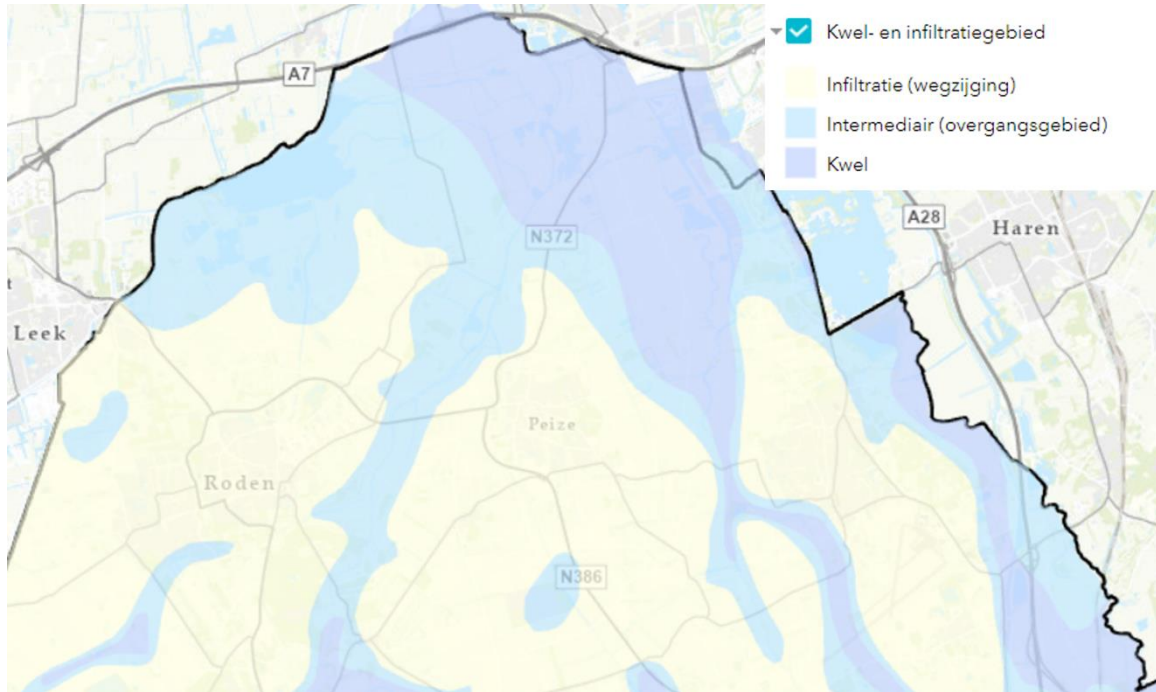 Kwel- en infiltratiegebied
Infiltratie (wegzijging)
Intermediair (overgangsgebied)
Kwel
A7
N372
A28
Haren
t
Leek
Peize
Roden
N386